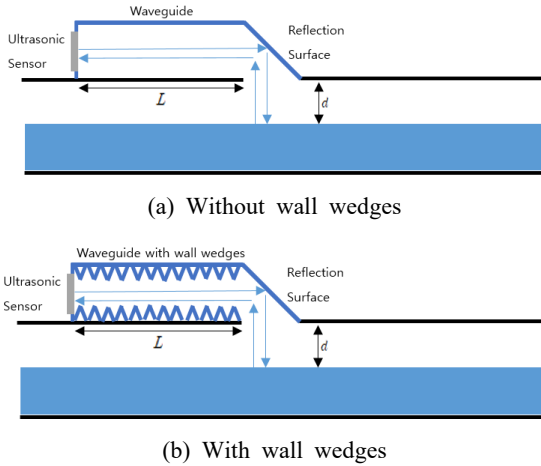 Waveguide
Ultrasonic
Sensor
Reflection
Surface
L
d
(a) Without wall wedges
Waveguide with wall wedges
Ultrasonic
Sensor
Reflection
Surface
L
d
(b) With wall wedges